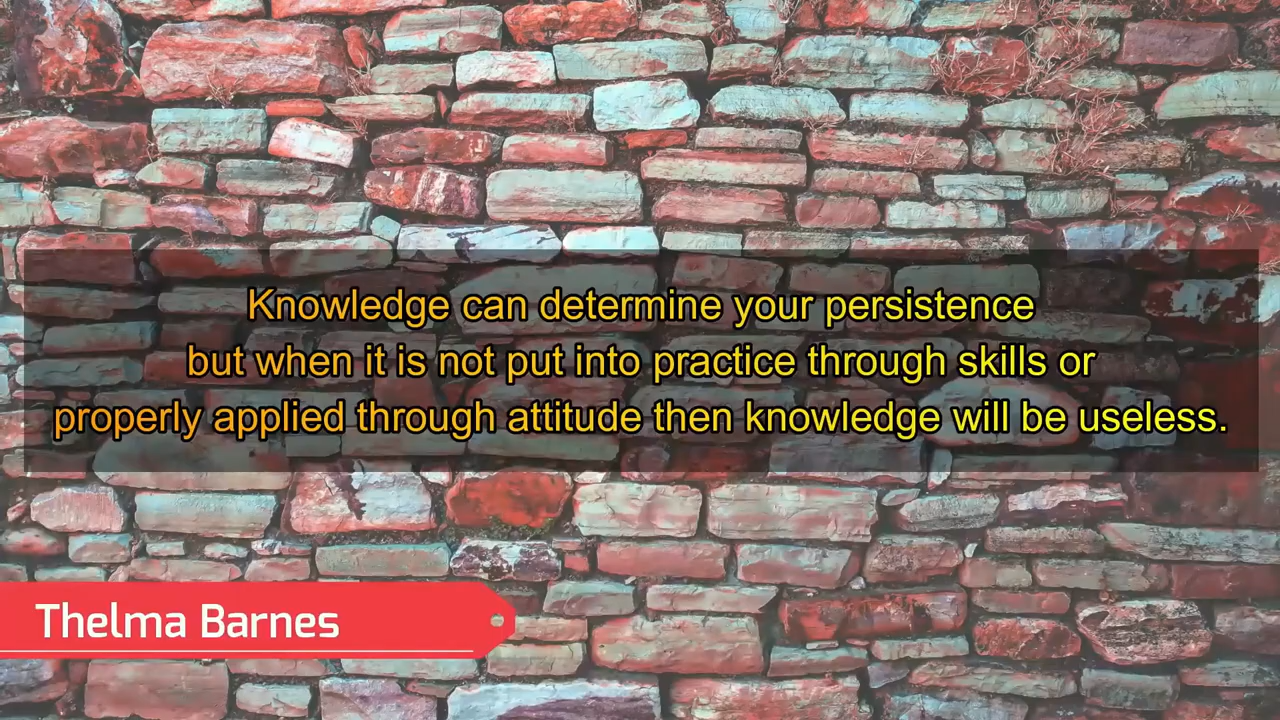 Knowledge can determine your persistence
but when it is not put into practice through skills or
properly applied through attitude then knowledge will be useless.
Thelma Barnes